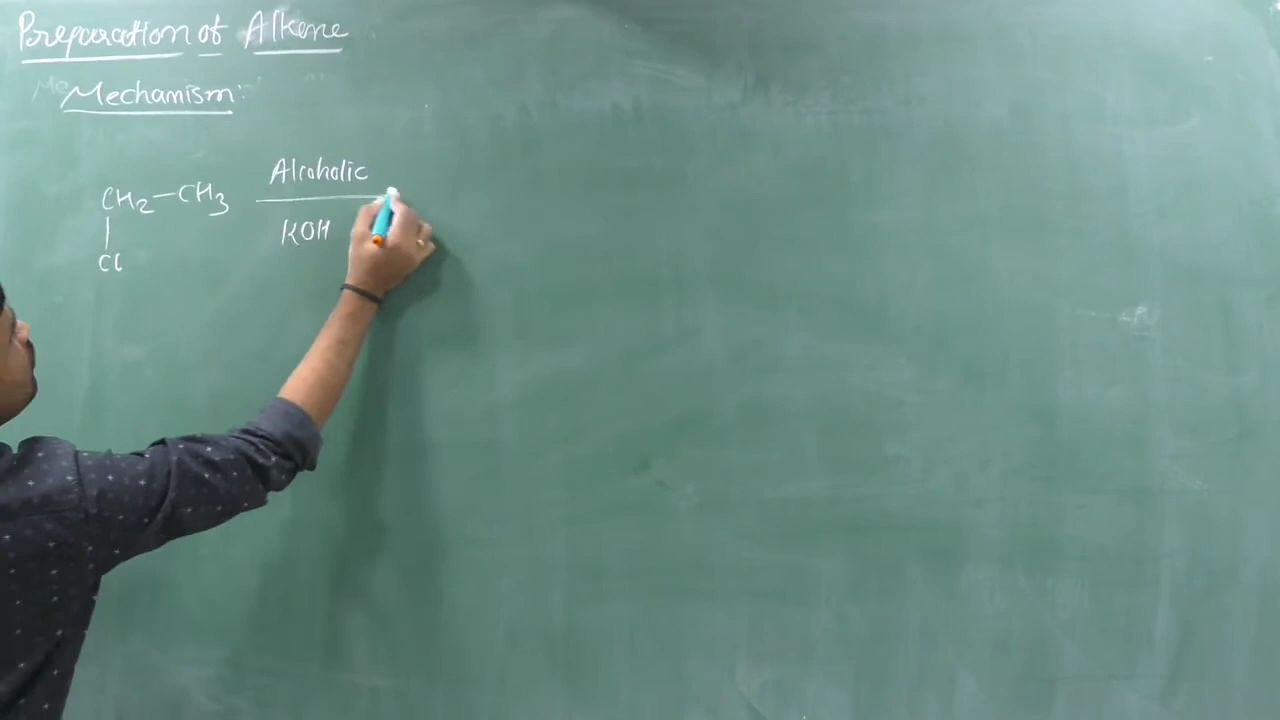 Preparation of Alkene
Mechanism:
Alcoholic
CH2-CH3
KOH
Cl